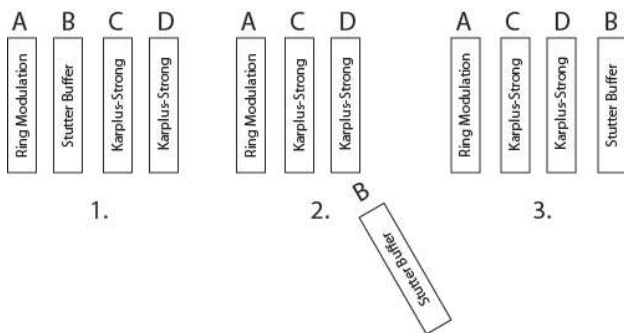 A B C D
Ring Modulation
Stutter Buffer
Karplus-Strong
Karplus-Strong
1.
A C D
Ring Modulation
Karplus-Strong
Karplus-Strong
B
Stutter Buffer
2.
A C D B
Ring Modulation
Karplus-Strong
Karplus-Strong
Stutter Buffer
3.